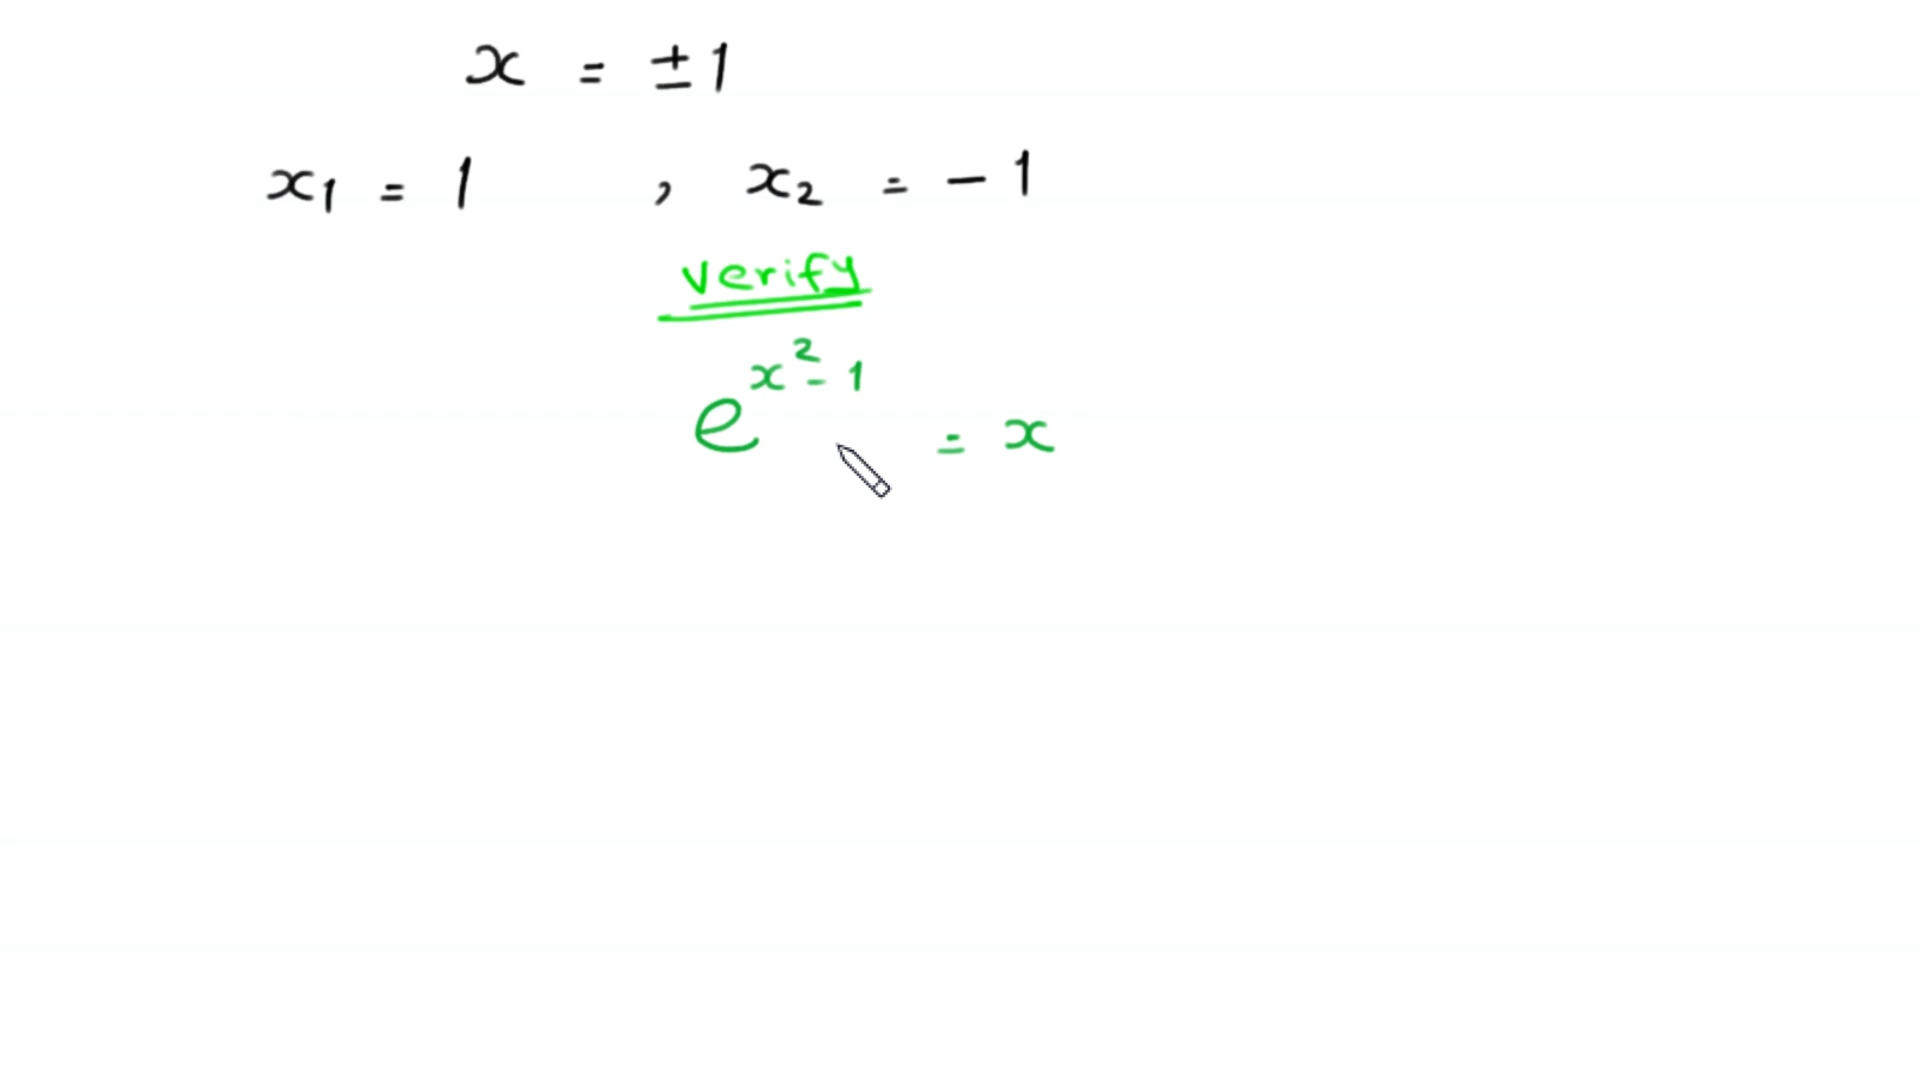 x = ±1
x₁ = 1 , x₂ = -1
verify
e^{x²-1} = x